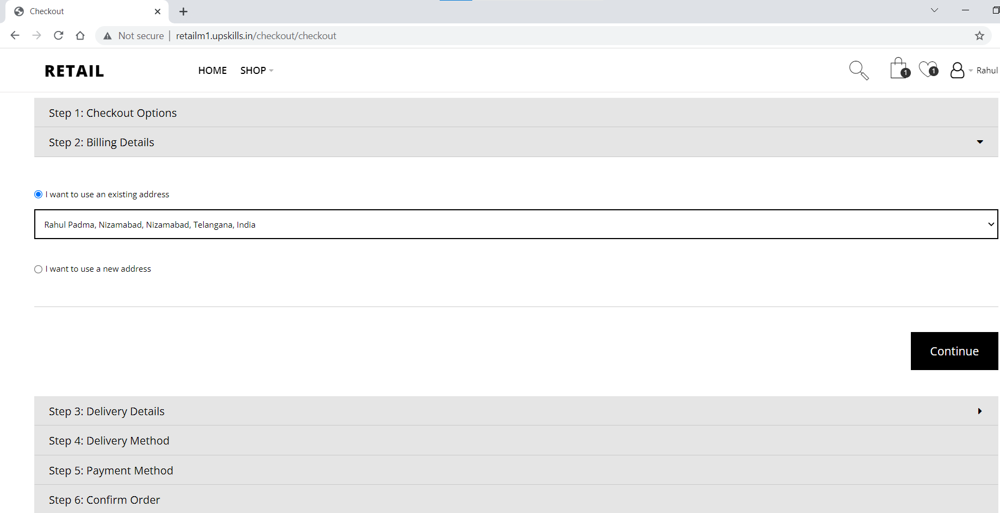 Checkout
Not secure | retailm1.upskills.in/checkout/checkout
RETAIL HOME SHOP 1 1 Rahul
Step 1: Checkout Options
Step 2: Billing Details
I want to use an existing address
Rahul Padma, Nizamabad, Nizamabad, Telangana, India
I want to use a new address
Continue
Step 3: Delivery Details
Step 4: Delivery Method
Step 5: Payment Method
Step 6: Confirm Order